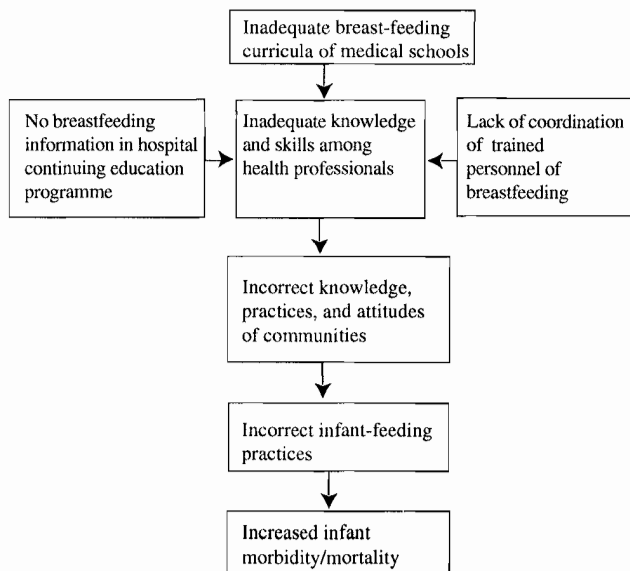 Inadequate breast-feeding
curricula of medical schools
No breastfeeding
information in hospital
continuing education
programme
Inadequate knowledge
and skills among
health professionals
Lack of coordination
of trained
personnel of
breastfeeding
Incorrect knowledge,
practices, and attitudes
of communities
Incorrect infant-feeding
practices
Increased infant
morbidity/mortality